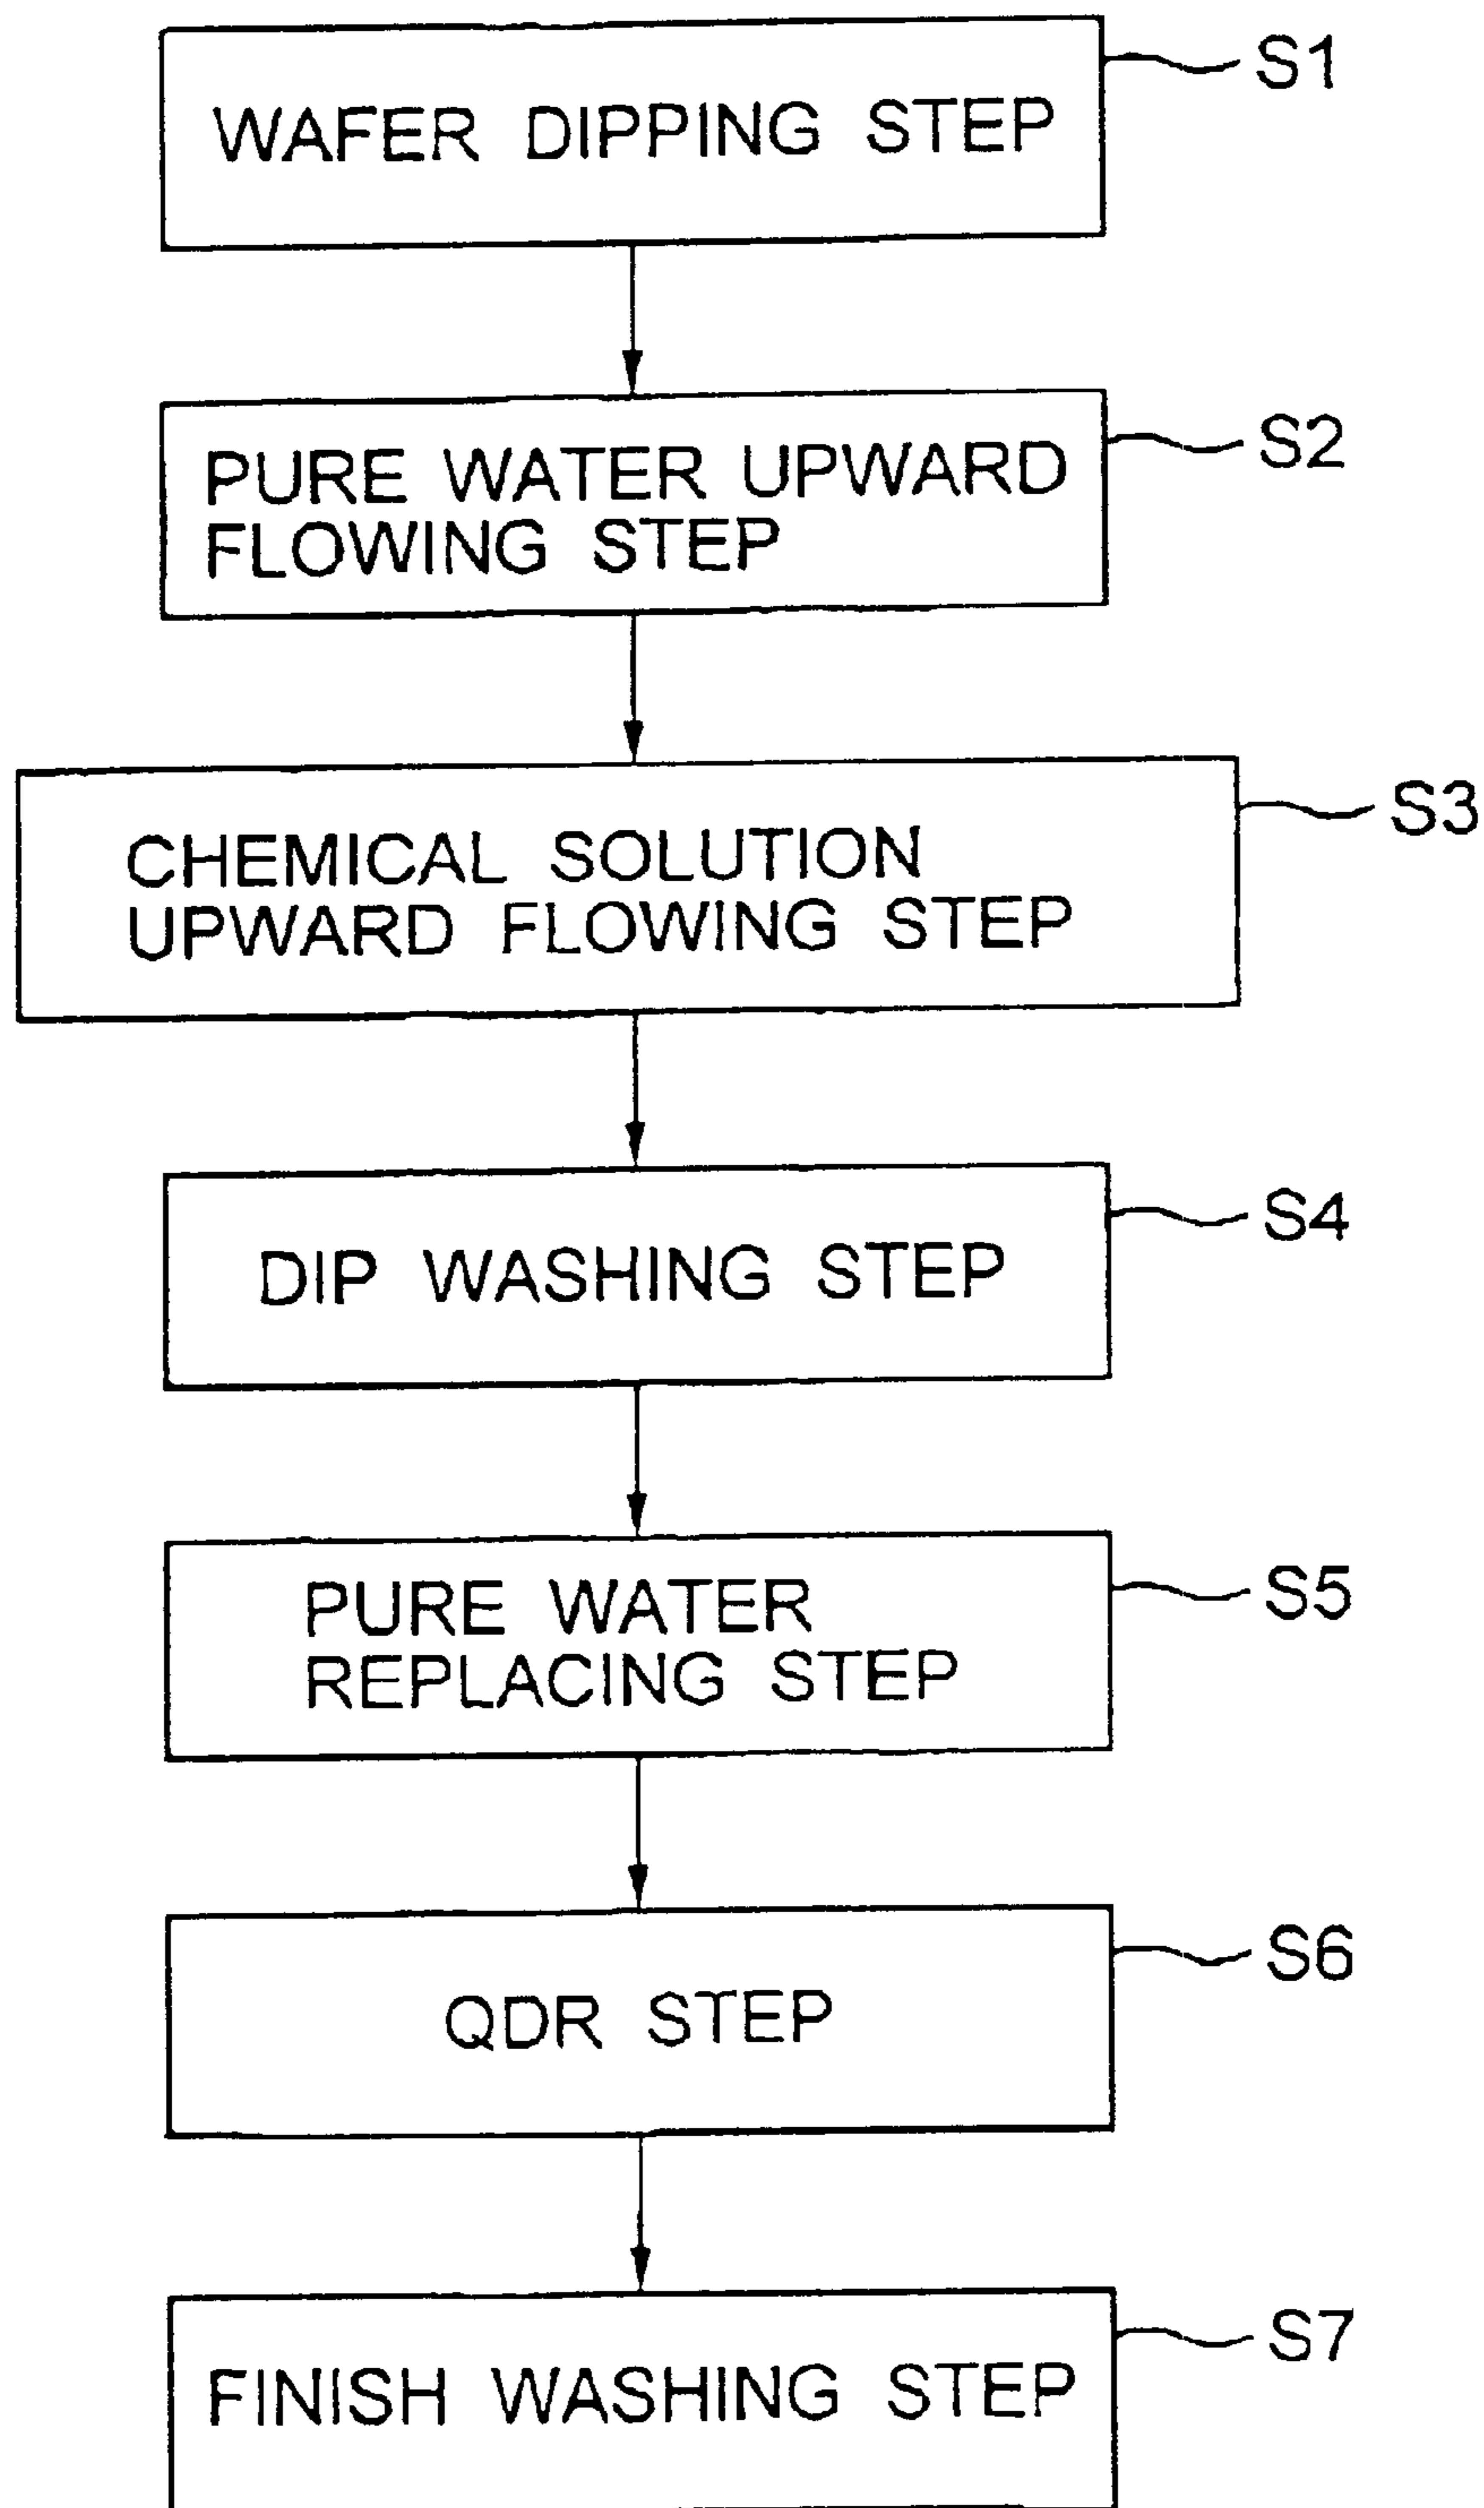 WAFER DIPPING STEP
S1
PURE WATER UPWARD
FLOWING STEP
S2
CHEMICAL SOLUTION
UPWARD FLOWING STEP
S3
DIP WASHING STEP
S4
PURE WATER
REPLACING STEP
S5
QDR STEP
S6
FINISH WASHING STEP
S7